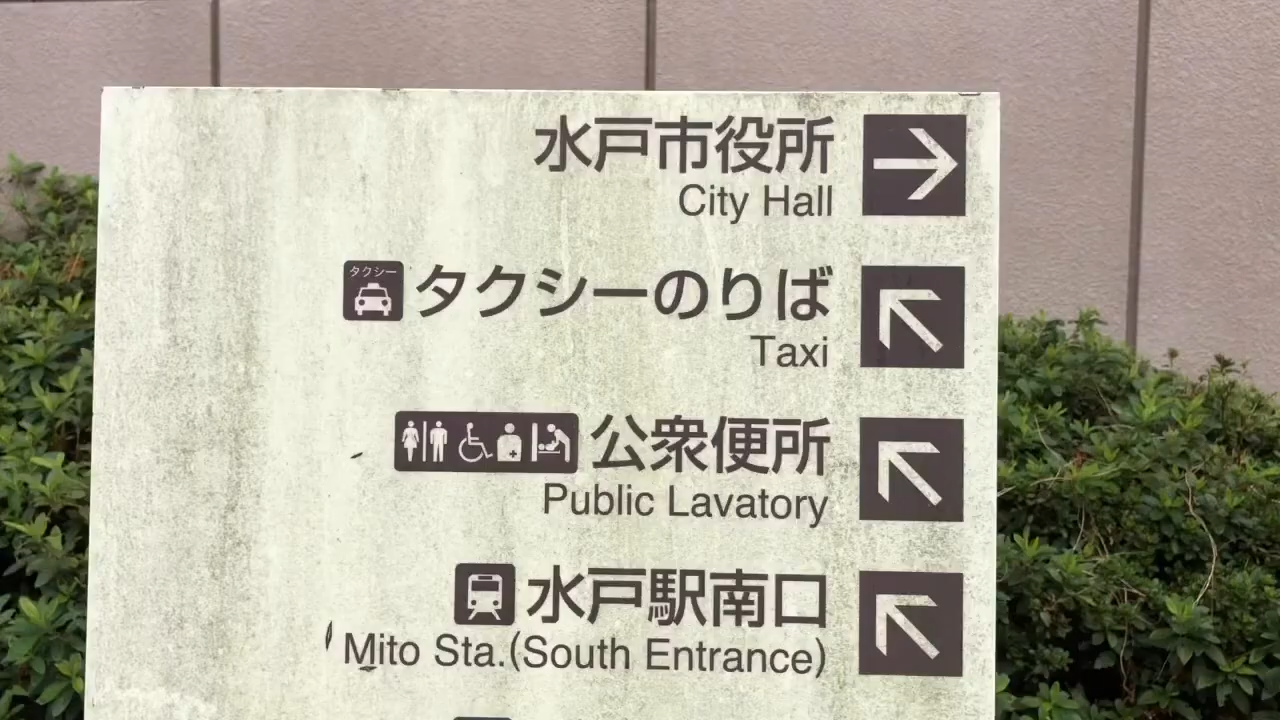 水戸市役所
City Hall
タクシー
タクシーのりば
Taxi
公衆便所
Public Lavatory
水戸駅南口
Mito Sta.(South Entrance)